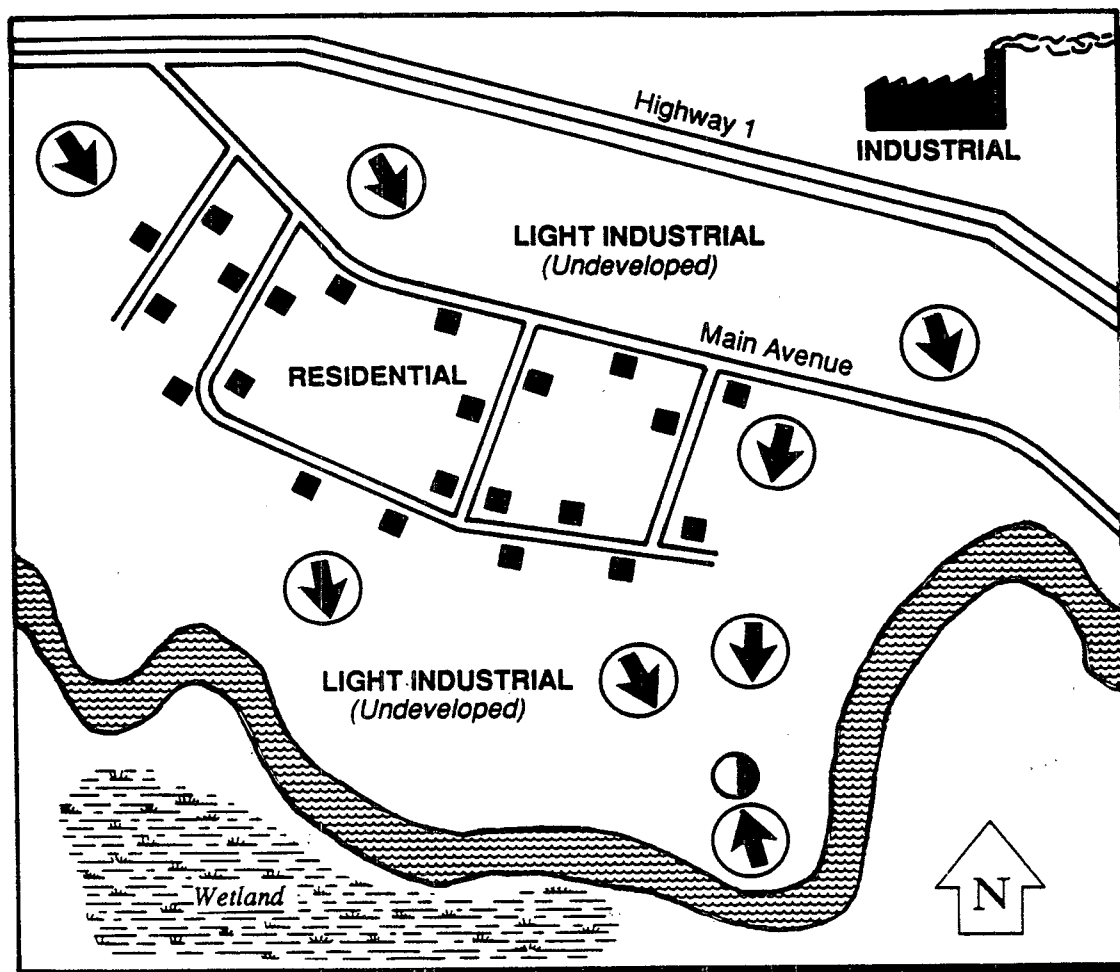 Highway 1
INDUSTRIAL
LIGHT INDUSTRIAL
(Undeveloped)
Main Avenue
RESIDENTIAL
LIGHT INDUSTRIAL
(Undeveloped)
Wetland
N